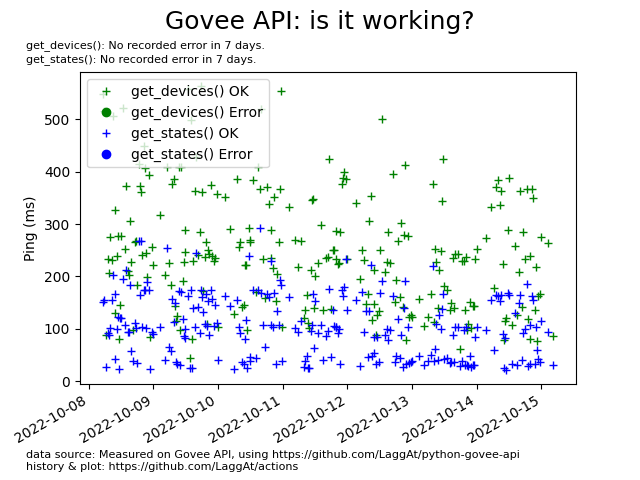 Govee API: is it working?
get_devices(): No recorded error in 7 days.
get_states(): No recorded error in 7 days.
get_devices() OK
get_devices() Error
get_states() OK
get_states() Error
Ping (ms)
500
400
300
200
100
0
2022-10-08
2022-10-09
2022-10-10
2022-10-11
2022-10-12
2022-10-13
2022-10-14
2022-10-15
data source: Measured on Govee API, using https://github.com/LaggAt/python-govee-api
history & plot: https://github.com/LaggAt/actions